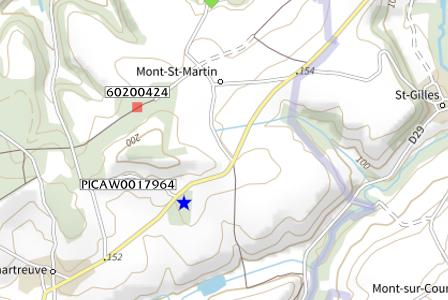 154
Mont-St-Martin
60200424
St-Gilles
200
D29
100
PICAW0017964
152
artreuve
Mont-sur-Cour